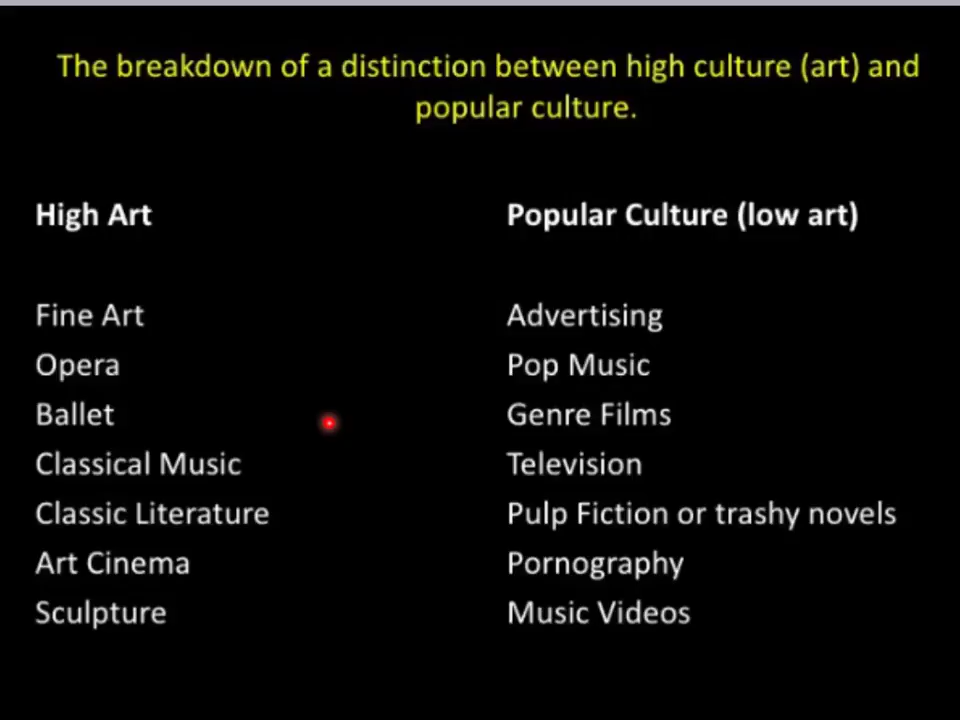 The breakdown of a distinction between high culture (art) and
popular culture.
High Art
Fine Art
Opera
Ballet
Classical Music
Classic Literature
Art Cinema
Sculpture
Popular Culture (low art)
Advertising
Pop Music
Genre Films
Television
Pulp Fiction or trashy novels
Pornography
Music Videos